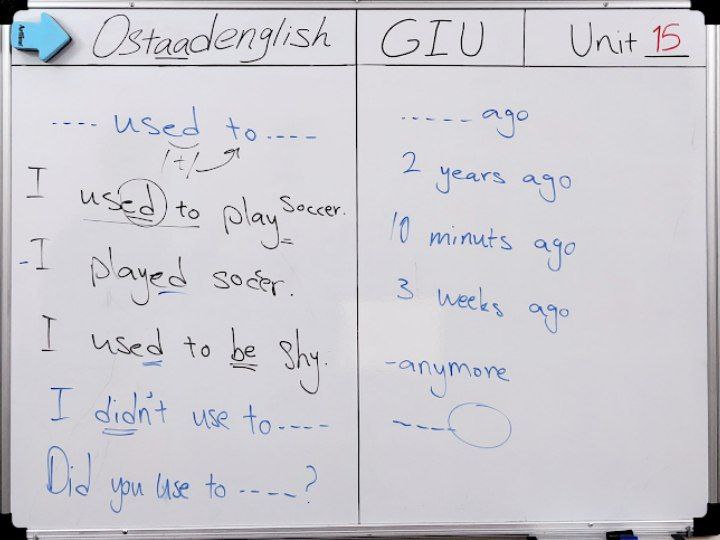 Ostaadenglish
GIU
Unit 15
---- used to ----
/t/
I used to play soccer.
-I played soccer.
I used to be shy.
I didn't use to ----
Did you use to ----?
----- ago
2 years ago
10 minuts ago
3 weeks ago
-anymore
----